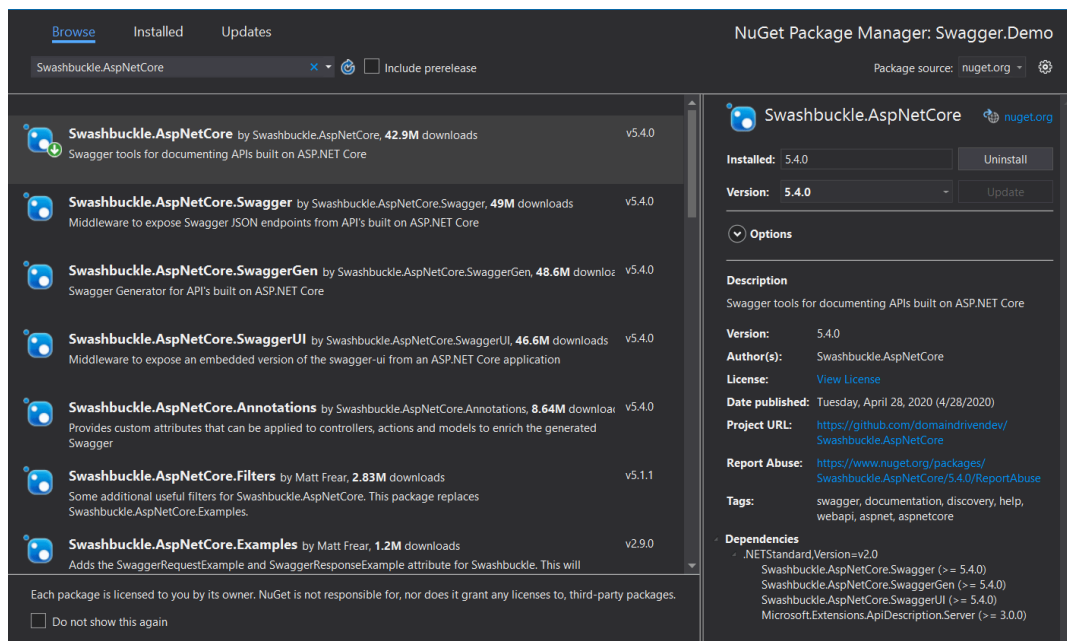 Browse Installed Updates
NuGet Package Manager: Swagger.Demo
Swashbuckle.AspNetCore
Include prerelease
Package source: nuget.org
Swashbuckle.AspNetCore by Swashbuckle.AspNetCore, 42.9M downloads v5.4.0
Swagger tools for documenting APIs built on ASP.NET Core
Swashbuckle.AspNetCore.Swagger by Swashbuckle.AspNetCore.Swagger, 49M downloads v5.4.0
Middleware to expose Swagger JSON endpoints from API's built on ASP.NET Core
Swashbuckle.AspNetCore.SwaggerGen by Swashbuckle.AspNetCore.SwaggerGen, 48.6M downloa v5.4.0
Swagger Generator for API's built on ASP.NET Core
Swashbuckle.AspNetCore.SwaggerUI by Swashbuckle.AspNetCore.SwaggerUI, 46.6M downloads v5.4.0
Middleware to expose an embedded version of the swagger-ui from an ASP.NET Core application
Swashbuckle.AspNetCore.Annotations by Swashbuckle.AspNetCore.Annotations, 8.64M downloa v5.4.0
Provides custom attributes that can be applied to controllers, actions and models to enrich the generated
Swagger
Swashbuckle.AspNetCore.Filters by Matt Frear, 2.83M downloads v5.1.1
Some additional useful filters for Swashbuckle.AspNetCore. This package replaces
Swashbuckle.AspNetCore.Examples.
Swashbuckle.AspNetCore.Examples by Matt Frear, 1.2M downloads v2.9.0
Adds the SwaggerRequestExample and SwaggerResponseExample attribute for Swashbuckle. This will
Each package is licensed to you by its owner. NuGet is not responsible for, nor does it grant any licenses to, third-party packages.
Do not show this again
Swashbuckle.AspNetCore nuget.org
Installed: 5.4.0 Uninstall
Version: 5.4.0 Update
Options
Description
Swagger tools for documenting APIs built on ASP.NET Core
Version: 5.4.0
Author(s): Swashbuckle.AspNetCore
License: View License
Date published: Tuesday, April 28, 2020 (4/28/2020)
Project URL: https://github.com/domaindrivendev/
Swashbuckle.AspNetCore
Report Abuse: https://www.nuget.org/packages/
Swashbuckle.AspNetCore/5.4.0/ReportAbuse
Tags: swagger, documentation, discovery, help,
webapi, aspnet, aspnetcore
Dependencies
.NETStandard,Version=v2.0
Swashbuckle.AspNetCore.Swagger (>= 5.4.0)
Swashbuckle.AspNetCore.SwaggerGen (>= 5.4.0)
Swashbuckle.AspNetCore.SwaggerUI (>= 5.4.0)
Microsoft.Extensions.ApiDescription.Server (>= 3.0.0)